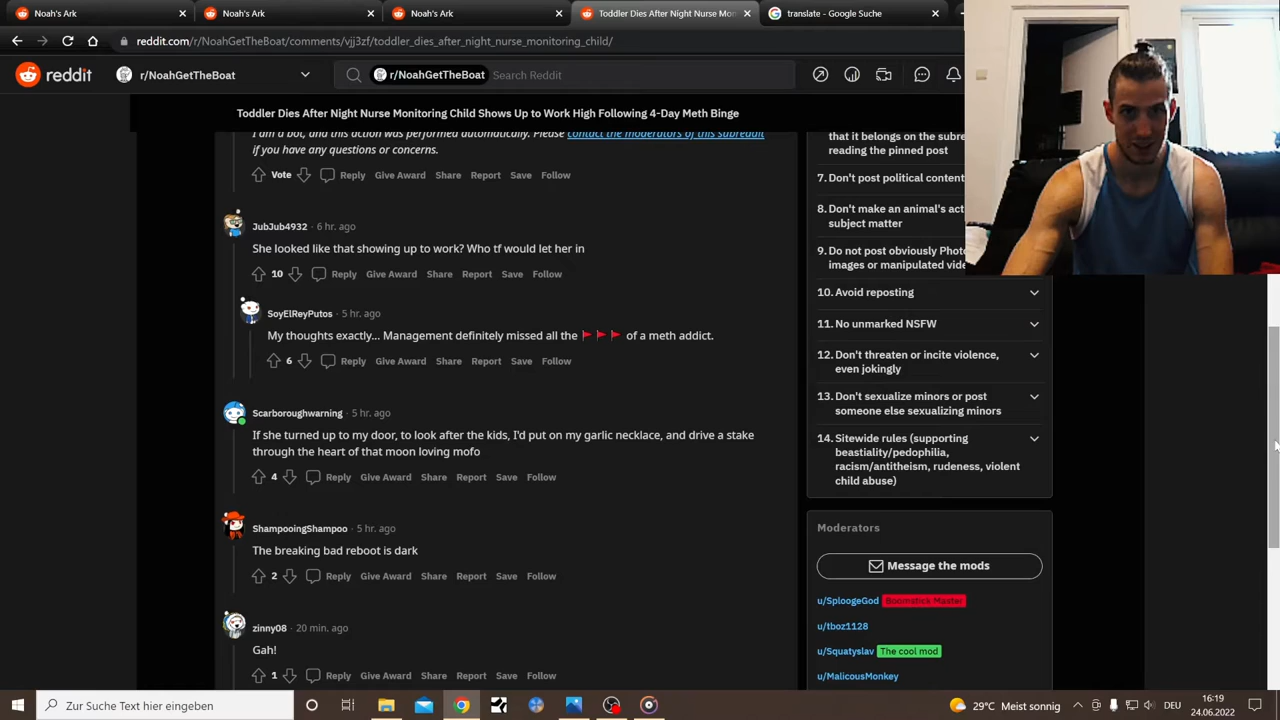 Noah's Ark
Noah's Ark
Noah's Ark
Toddler Dies After Night Nurse Mo
translate - Google Suche
reddit.com/r/NoahGetTheBoat/comments/vjj3zf/toddler_dies_after_night_nurse_monitoring_child/
reddit
r/NoahGetTheBoat
r/NoahGetTheBoat
Search Reddit
Toddler Dies After Night Nurse Monitoring Child Shows Up to Work High Following 4-Day Meth Binge
I am a bot, and this action was performed automatically. Please contact the moderators of this subreddit
if you have any questions or concerns.
Vote Reply Give Award Share Report Save Follow
JubJub4932 · 6 hr. ago
She looked like that showing up to work? Who tf would let her in
10 Reply Give Award Share Report Save Follow
SoyElReyPutos · 5 hr. ago
My thoughts exactly... Management definitely missed all the 🚩🚩🚩 of a meth addict.
6 Reply Give Award Share Report Save Follow
Scarboroughwarning · 5 hr. ago
If she turned up to my door, to look after the kids, I'd put on my garlic necklace, and drive a stake
through the heart of that moon loving mofo
4 Reply Give Award Share Report Save Follow
ShampooingShampoo · 5 hr. ago
The breaking bad reboot is dark
2 Reply Give Award Share Report Save Follow
zinny08 · 20 min. ago
Gah!
1 Reply Give Award Share Report Save Follow
that it belongs on the subre
reading the pinned post
7. Don't post political content
8. Don't make an animal's act
subject matter
9. Do not post obviously Photo
images or manipulated vide
10. Avoid reporting
11. No unmarked NSFW
12. Don't threaten or incite violence,
even jokingly
13. Don't sexualize minors or post
someone else sexualizing minors
14. Sitewide rules (supporting
beastiality/pedophilia,
racism/antitheism, rudeness, violent
child abuse)
Moderators
Message the mods
u/SploogeGod Boomstick Master
u/tboz1128
u/Squatyslav The cool mod
u/MalicousMonkey
Zur Suche Text hier eingeben
29°C Meist sonnig
DEU
16:19
24.06.2022